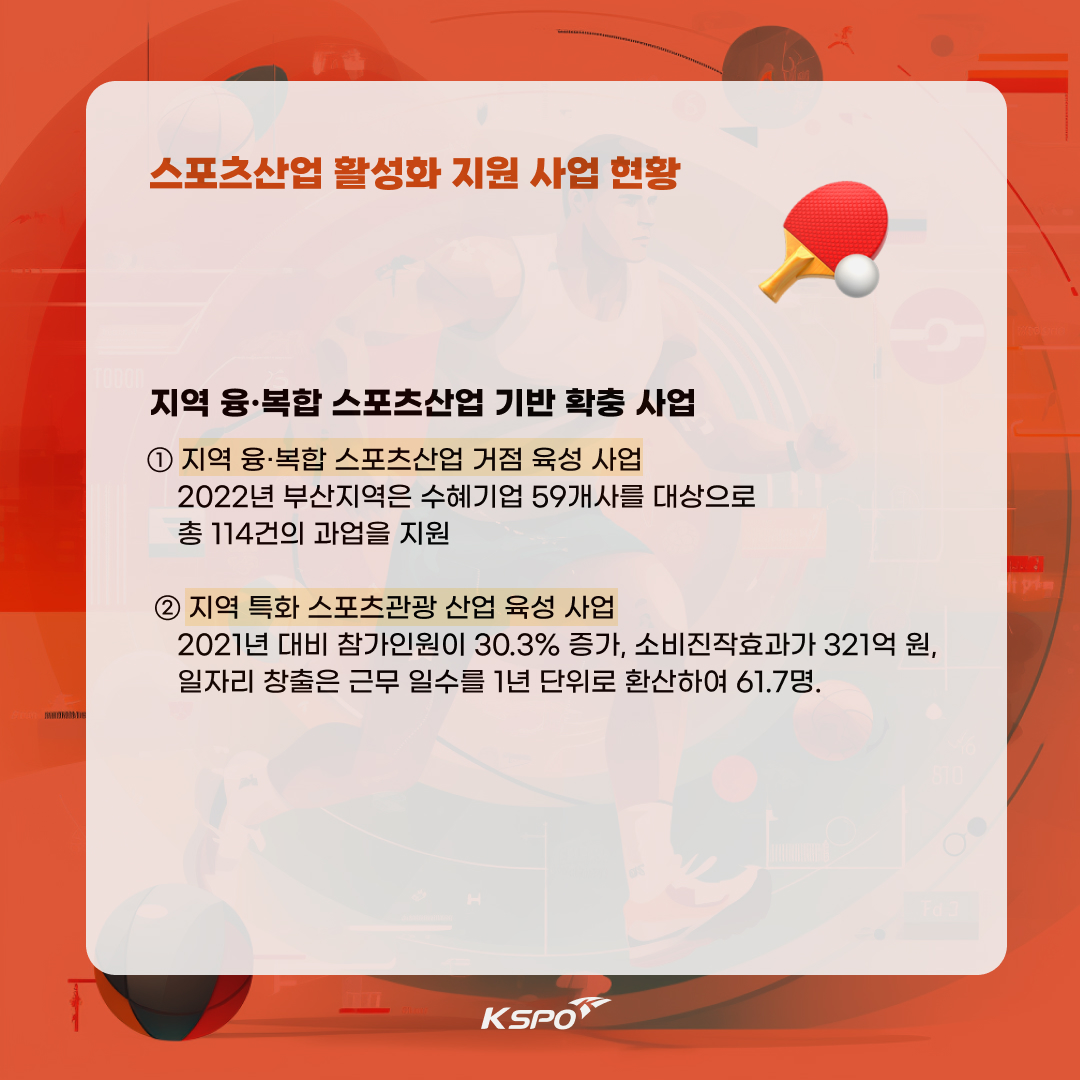 스포츠산업 활성화 지원 사업 현황
지역 융·복합 스포츠산업 기반 확충 사업
① 지역 융·복합 스포츠산업 거점 육성 사업
2022년 부산지역은 수혜기업 59개사를 대상으로
총 114건의 과업을 지원
② 지역 특화 스포츠관광 산업 육성 사업
2021년 대비 참가인원이 30.3% 증가, 소비진작효과가 321억 원,
일자리 창출은 근무 일수를 1년 단위로 환산하여 61.7명.
KSPO